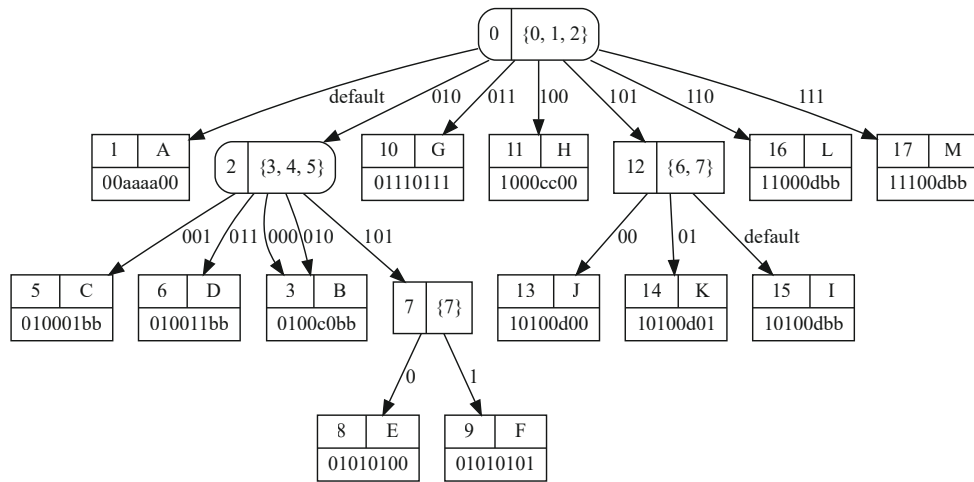 0 {0, 1, 2}
default 010 011 100 101 110 111
1 A 2 {3, 4, 5} 10 G 11 H 12 {6, 7} 16 L 17 M
00aaaa00 01110111 1000cc00 11000dbb 11100dbb
001 011 000 010 101 00 01 default
5 C 6 D 3 B 7 {7} 13 J 14 K 15 I
010001bb 010011bb 0100c0bb 10100d00 10100d01 10100dbb
0 1
8 E 9 F
01010100 01010101